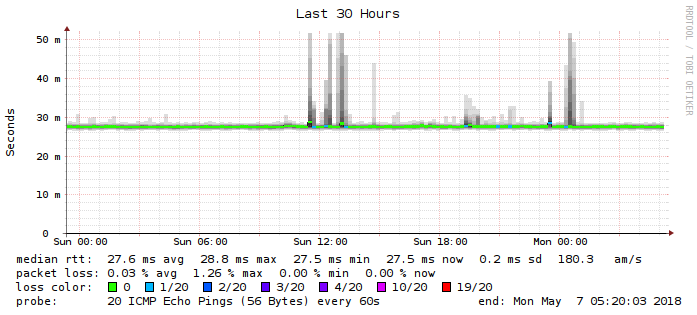 Last 30 Hours
RRDTOOL / TOBI OETIKER
Seconds
50 m
40 m
30 m
20 m
10 m
0
Sun 00:00 Sun 06:00 Sun 12:00 Sun 18:00 Mon 00:00
median rtt: 27.6 ms avg 28.8 ms max 27.5 ms min 27.5 ms now 0.2 ms sd 180.3 am/s
packet loss: 0.03 % avg 1.26 % max 0.00 % min 0.00 % now
loss color: 0 1/20 2/20 3/20 4/20 10/20 19/20
probe: 20 ICMP Echo Pings (56 Bytes) every 60s end: Mon May 7 05:20:03 2018